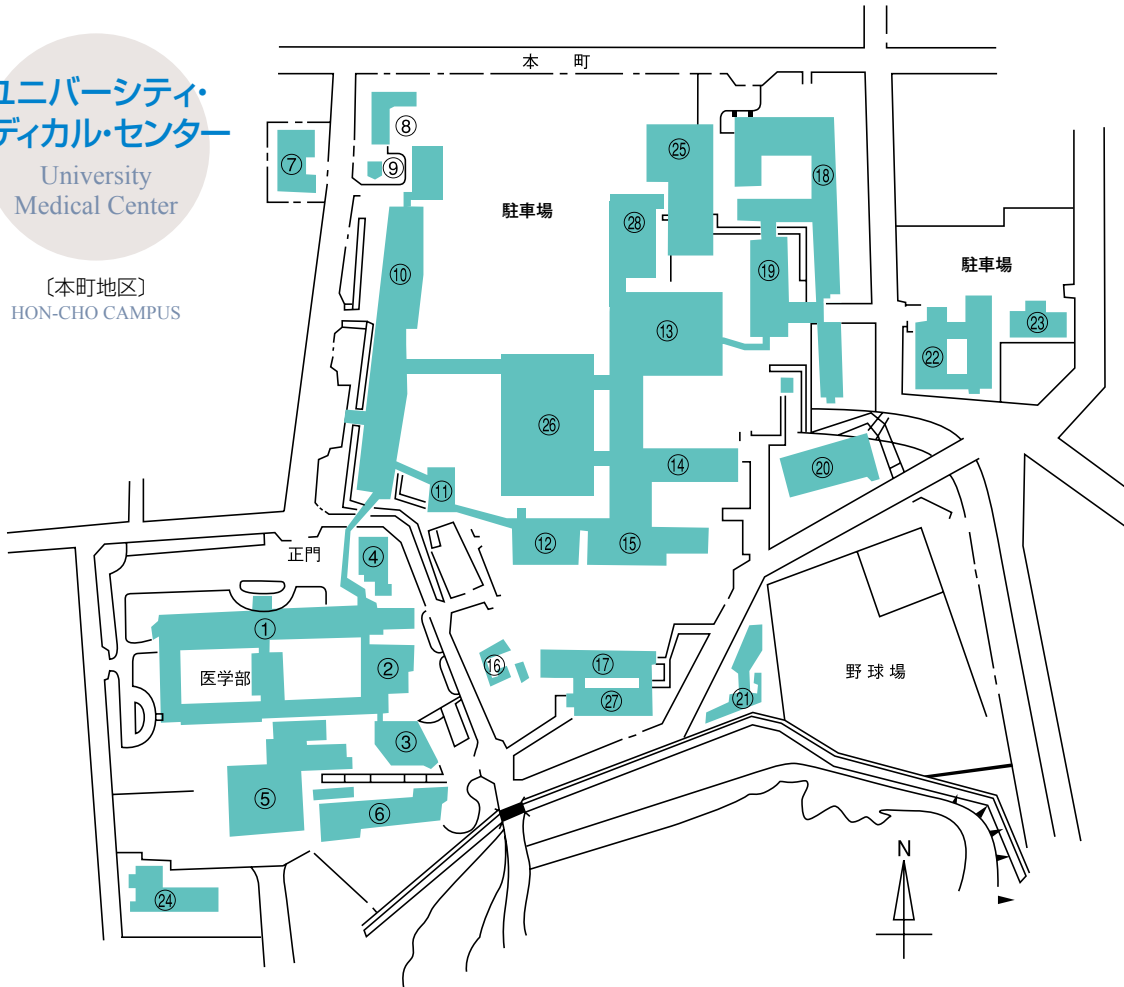 ユニバーシティ・
ディカル・センター
University
Medical Center
〔本町地区〕
HON-CHO CAMPUS
本 町
⑧
⑦
⑨
㉕
⑱
駐車場
㉘
⑩
⑲
駐車場
⑬
㉓
㉒
㉖
⑭
⑳
⑪
⑫
⑮
正門
④
①
②
医学部
⑯
⑰
野球場
㉗
㉑
③
⑤
⑥
㉔
N